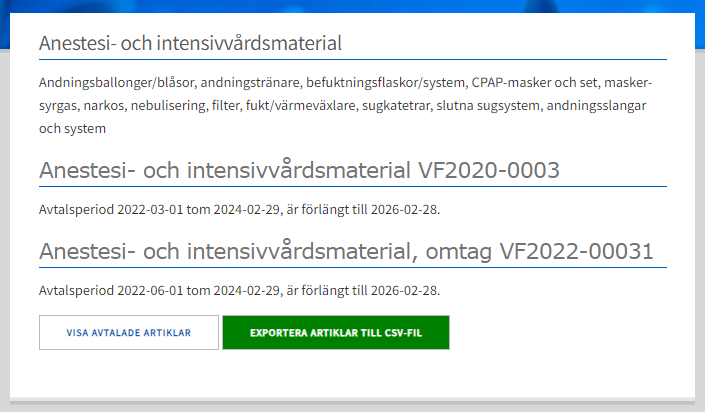 Anestesi- och intensivvårdsmaterial
Andningsballonger/blåsor, andningstränare, befuktningsflaskor/system, CPAP-masker och set, masker-
syrgas, narkos, nebulisering, filter, fukt/värmeväxlare, sugkatetrar, slutna sugsystem, andningsslangar
och system
Anestesi- och intensivvårdsmaterial VF2020-0003
Avtalsperiod 2022-03-01 tom 2024-02-29, är förlängt till 2026-02-28.
Anestesi- och intensivvårdsmaterial, omtag VF2022-00031
Avtalsperiod 2022-06-01 tom 2024-02-29, är förlängt till 2026-02-28.
VISA AVTALADE ARTIKLAR EXPORTERA ARTIKLAR TILL CSV-FIL